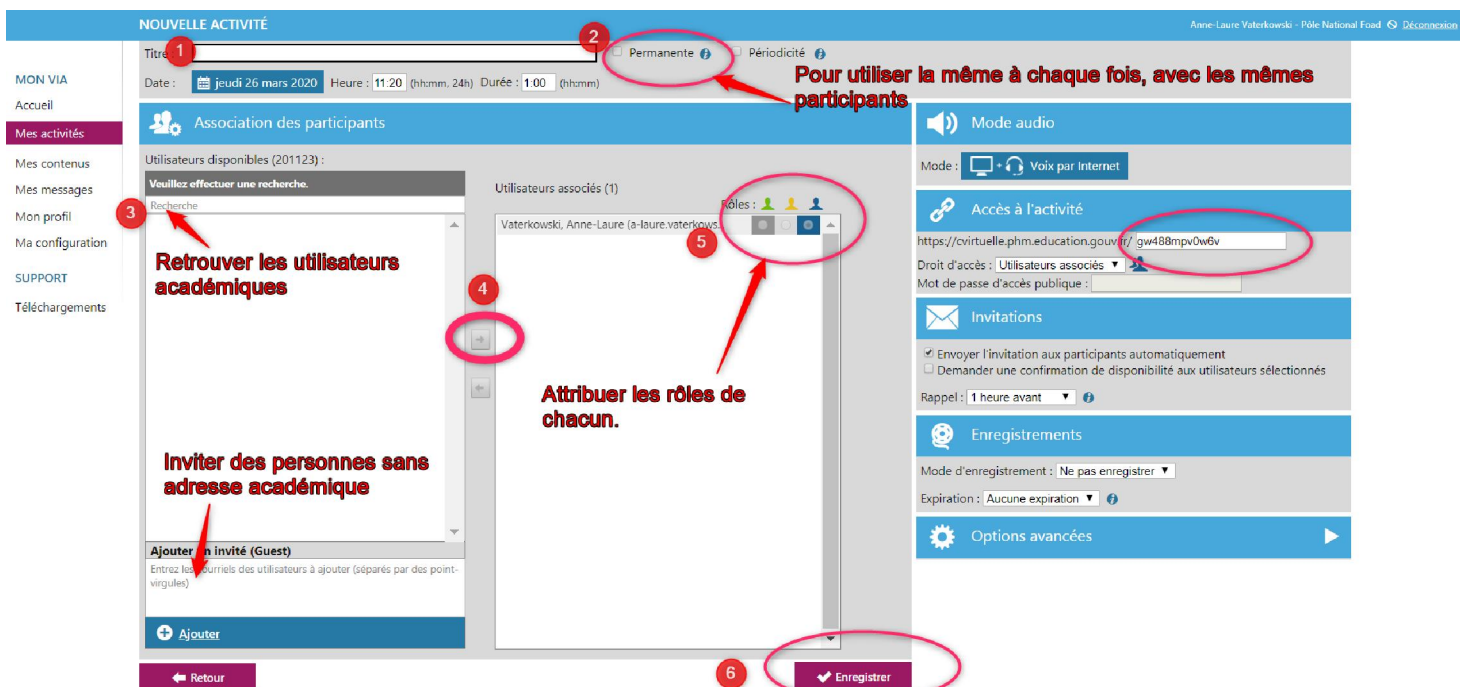 NOUVELLE ACTIVITÉ
Anne-Laure Vaterkowski - Pôle National Foad Déconnexion
MON VIA
Accueil
Mes activités
Mes contenus
Mes messages
Mon profil
Ma configuration
SUPPORT
Téléchargements
1
2
Permanente Périodicité
Date : jeudi 26 mars 2020 Heure : 11:20 (hh:mm, 24h) Durée : 1:00 (hh:mm)
Pour utiliser la même à chaque fois, avec les mêmes
participants
Association des participants
Utilisateurs disponibles (201123) :
Veuillez effectuer une recherche.
3
Recherche
Retrouver les utilisateurs
académiques
4
Inviter des personnes sans
adresse académique
Ajouter un invité (Guest)
Entrez les courriels des utilisateurs à ajouter (séparés par des point-
virgules)
Ajouter
Retour
Utilisateurs associés (1)
Rôles :
Vaterkowski, Anne-Laure (a-laure.vaterkows.
5
Attribuer les rôles de
chacun.
6
Enregistrer
Mode audio
Mode : + Voix par Internet
Accès à l'activité
https://cvirtuelle.phm.education.gouv.fr/ gw488mpv0w6v
Droit d'accès : Utilisateurs associés
Mot de passe d'accès publique :
Invitations
Envoyer l'invitation aux participants automatiquement
Demander une confirmation de disponibilité aux utilisateurs sélectionnés
Rappel : 1 heure avant
Enregistrements
Mode d'enregistrement : Ne pas enregistrer
Expiration : Aucune expiration
Options avancées